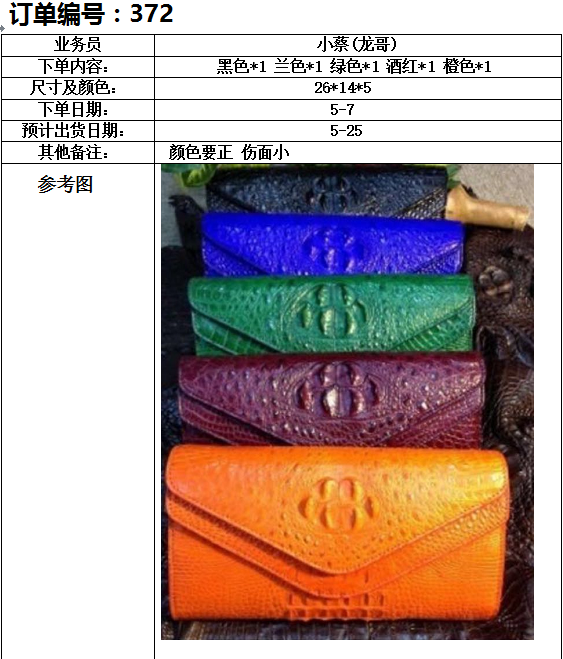 订单编号：372
业务员 小蔡(龙哥)
下单内容： 黑色*1 兰色*1 绿色*1 酒红*1 橙色*1
尺寸及颜色： 26*14*5
下单日期： 5-7
预计出货日期： 5-25
其他备注： 颜色要正 伤面小
参考图